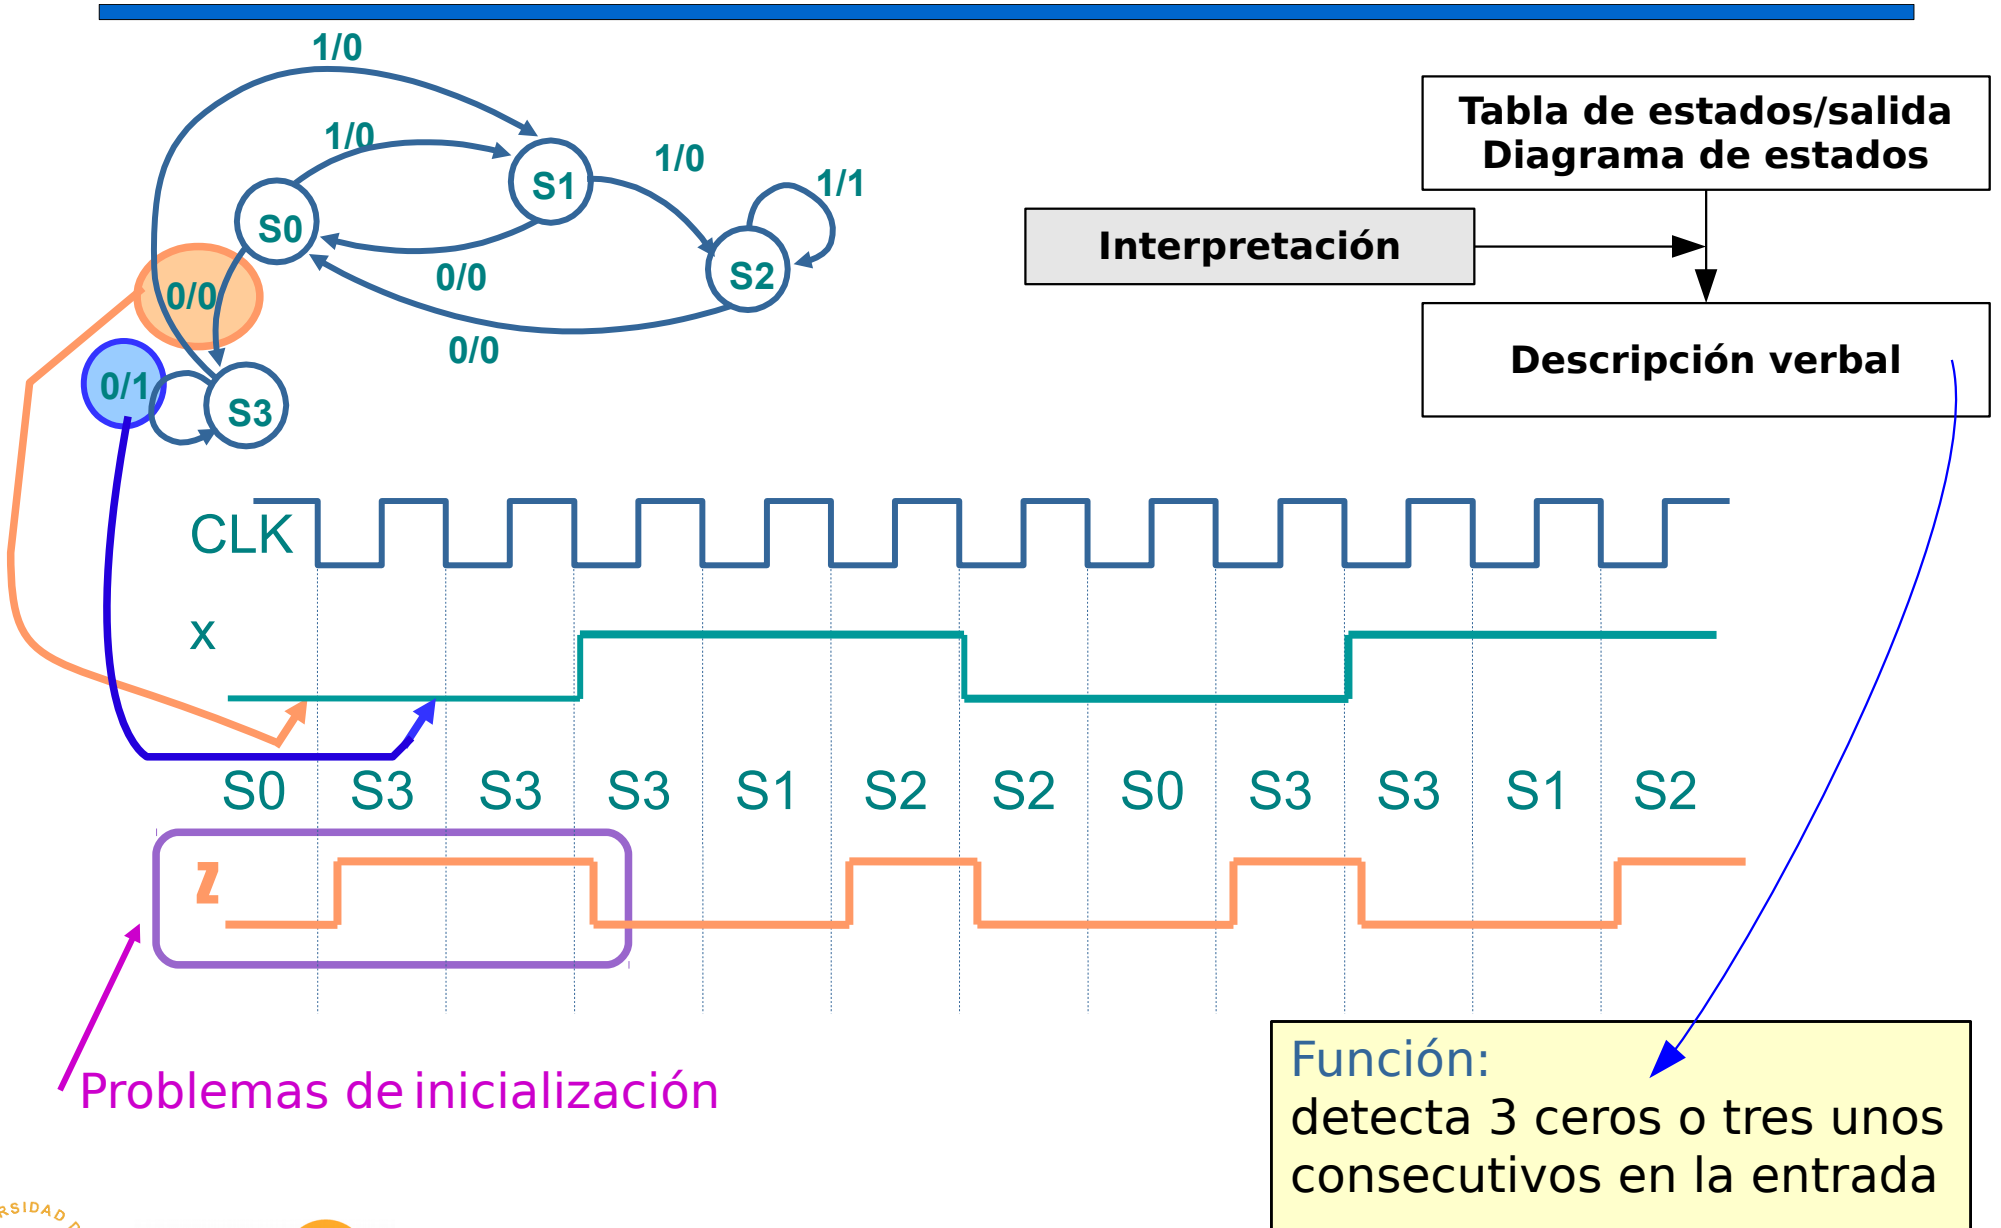 1/0
1/0
S1
1/0
1/1
S0
0/0
S2
0/0
0/0
0/1
S3
Tabla de estados/salida
Diagrama de estados
Interpretación
Descripción verbal
CLK
x
S0 S3 S3 S3 S1 S2 S2 S0 S3 S3 S1 S2
z
Problemas de inicialización
Función:
detecta 3 ceros o tres unos
consecutivos en la entrada